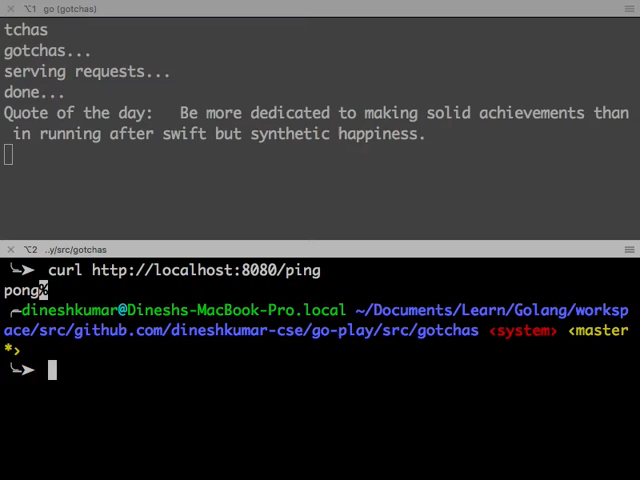 ⌥1 go (gotchas)
tchas
gotchas...
serving requests...
done...
Quote of the day:   Be more dedicated to making solid achievements than
in running after swift but synthetic happiness.
⌥2 ..y/src/gotchas
╰─➤ curl http://localhost:8080/ping
pong%
╭─dineshkumar@Dineshs-MacBook-Pro.local ~/Documents/Learn/Golang/worksp
ace/src/github.com/dineshkumar-cse/go-play/src/gotchas ‹system› ‹master
*›
╰─➤